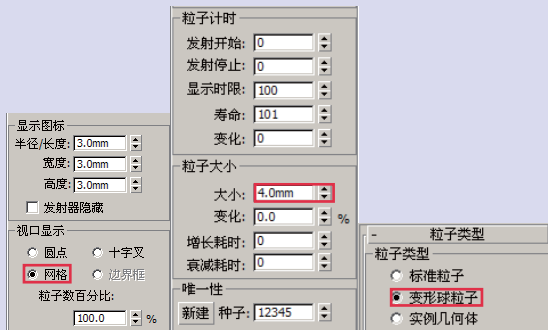 显示图标
半径/长度: 3.0mm
宽度: 3.0mm
高度: 3.0mm
发射器隐藏
视口显示
圆点 十字叉
网格 边界框
粒子数百分比:
100.0 %
粒子计时
发射开始: 0
发射停止: 0
显示时限: 100
寿命: 101
变化: 0
粒子大小
大小: 4.0mm
变化: 0.0 %
增长耗时: 0
衰减耗时: 0
唯一性
新建 种子: 12345
- 粒子类型
粒子类型
标准粒子
变形球粒子
实例几何体